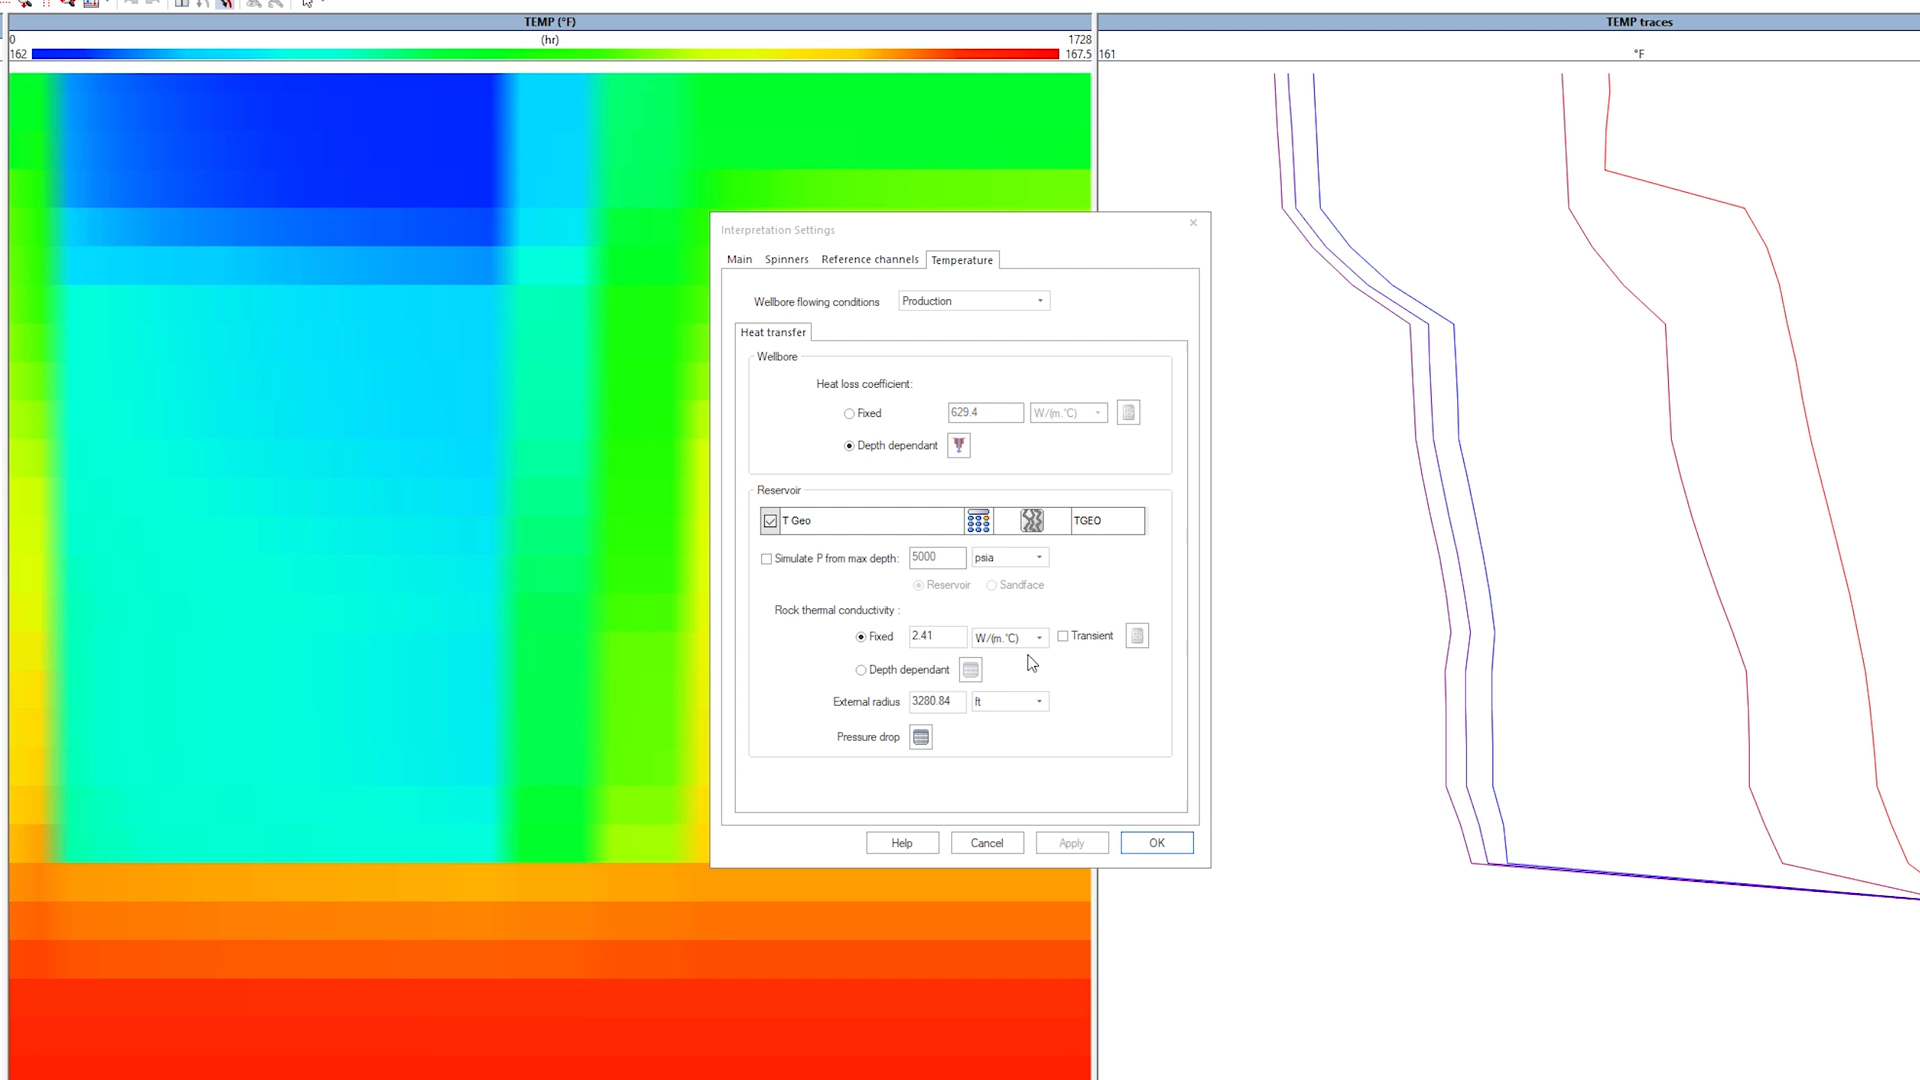 TEMP (°F)
0 (hr) 1728
162 167.5
TEMP traces
161 °F
Interpretation Settings
Main Spinners Reference channels Temperature
Wellbore flowing conditions Production
Heat transfer
Wellbore
Heat loss coefficient:
Fixed 629.4 W/(m.°C)
Depth dependant
Reservoir
T Geo TGEO
Simulate P from max depth: 5000 psia
Reservoir Sandface
Rock thermal conductivity :
Fixed 2.41 W/(m.°C) Transient
Depth dependant
External radius 3280.84 ft
Pressure drop
Help Cancel Apply OK